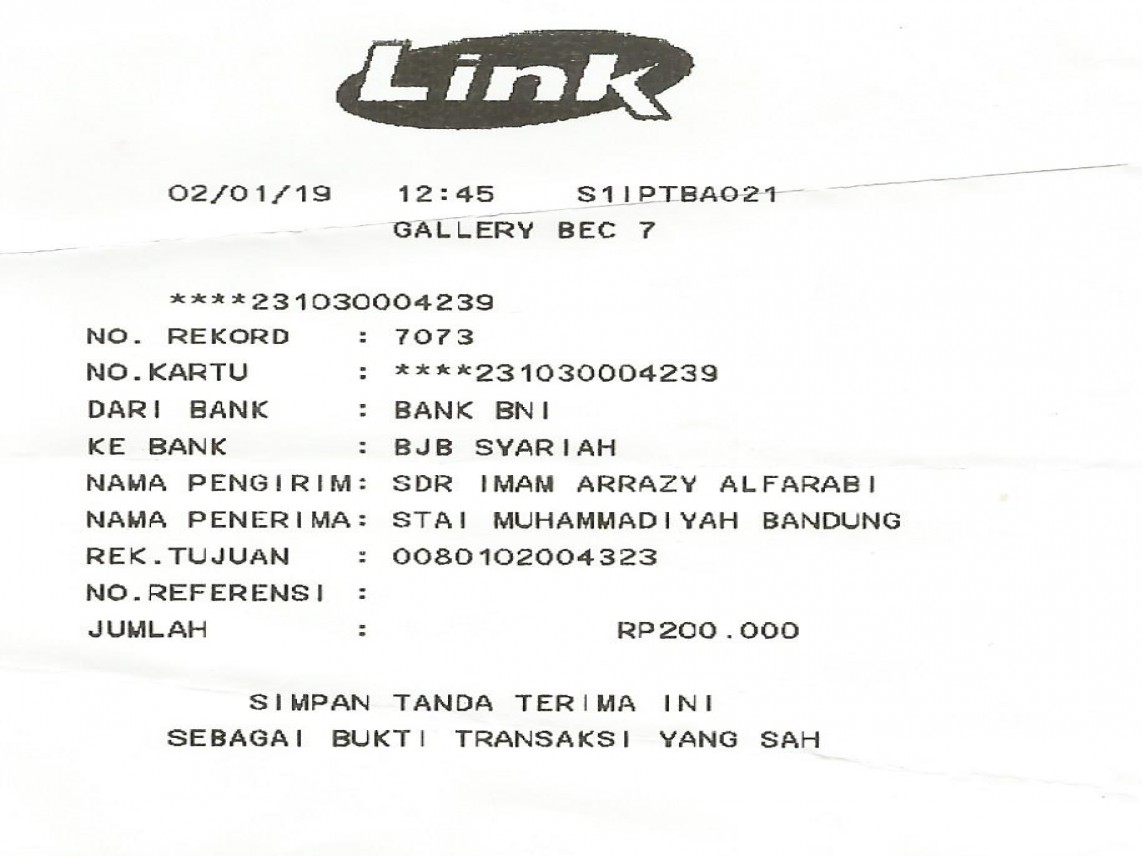 Link
02/01/19 12:45 S1IPTBA021
GALLERY BEC 7
****231030004239
NO. REKORD : 7073
NO.KARTU : ****231030004239
DARI BANK : BANK BNI
KE BANK : BJB SYARIAH
NAMA PENGIRIM: SDR IMAM ARRAZY ALFARABI
NAMA PENERIMA: STAI MUHAMMADIYAH BANDUNG
REK.TUJUAN : 0080102004323
NO.REFERENSI :
JUMLAH : RP200.000
SIMPAN TANDA TERIMA INI
SEBAGAI BUKTI TRANSAKSI YANG SAH